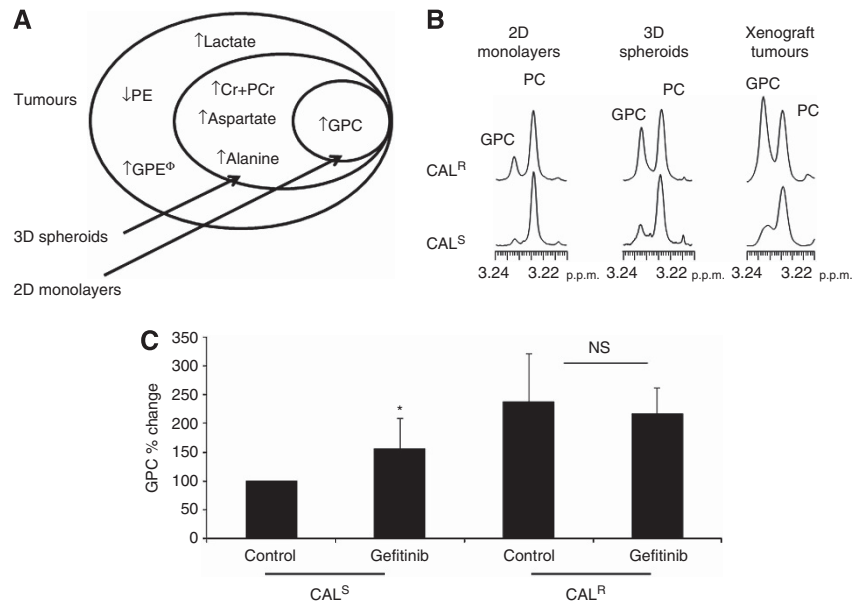 A
↑Lactate
Tumours
↓PE
↑Cr+PCr
↑Aspartate
↑GPC
↑Alanine
↑GPEᶲ
3D spheroids
2D monolayers
B
2D monolayers
3D spheroids
Xenograft tumours
PC
GPC
GPC
PC
GPC
PC
CALᴿ
CALˢ
3.24 3.22 p.p.m.
3.24 3.22 p.p.m.
3.24 3.22 p.p.m.
C
GPC % change
350
300
250
200
150
100
50
0
*
NS
Control
Gefitinib
Control
Gefitinib
CALˢ
CALᴿ